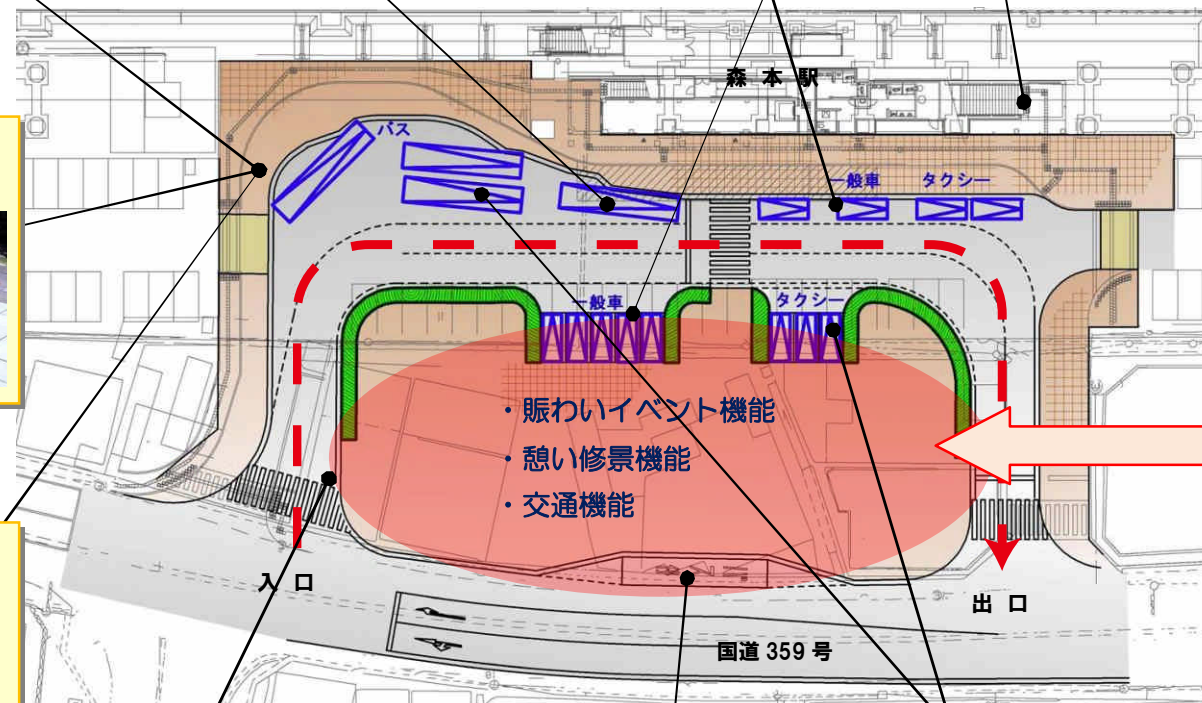 森本駅
バス
一般車 タクシー
一般車 タクシー
・賑わいイベント機能
・憩い修景機能
・交通機能
入口
出口
国道 359 号